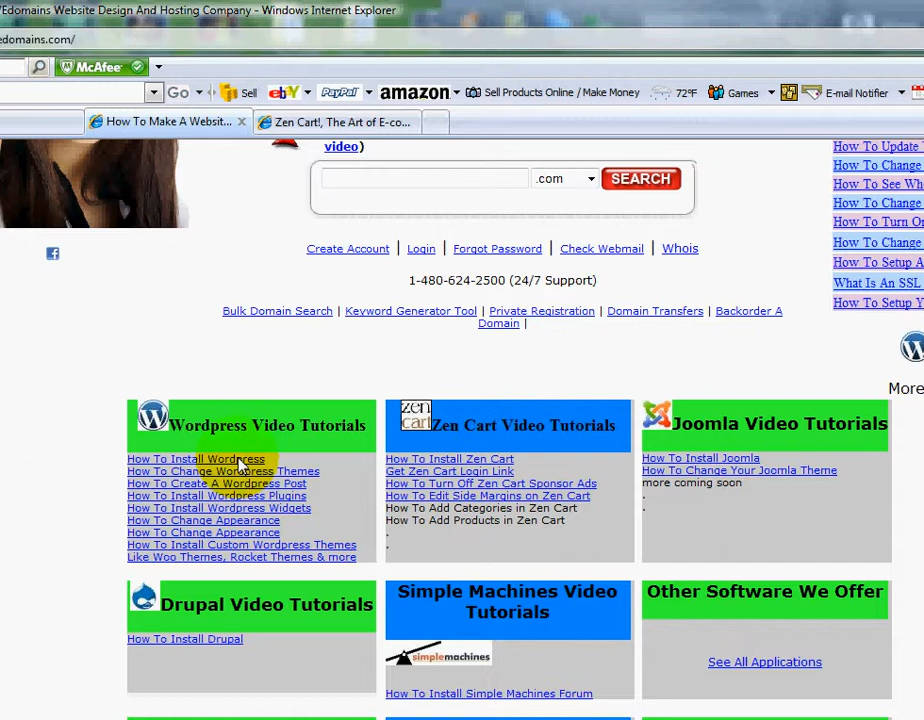 Edomains Website Design And Hosting Company - Windows Internet Explorer
edomains.com/
McAfee
Go Sell ebY PayPal amazon Sell Products Online / Make Money 72°F Games E-mail Notifier
How To Make A Websit... Zen Cart!, The Art of E-co...
video)
.com SEARCH
How To Update
How To Change
How To See Wh
How To Change
How To Turn On
How To Change
How To Setup A
What Is An SSL
How To Setup Y
Create Account | Login | Forgot Password | Check Webmail | Whois
1-480-624-2500 (24/7 Support)
Bulk Domain Search | Keyword Generator Tool | Private Registration | Domain Transfers | Backorder A
Domain |
More
Wordpress Video Tutorials
How To Install Wordpress
How To Change Wordpress Themes
How To Create A Wordpress Post
How To Install Wordpress Plugins
How To Install Wordpress Widgets
How To Change Appearance
How To Change Appearance
How To Install Custom Wordpress Themes
Like Woo Themes, Rocket Themes & more
zen
cart
Zen Cart Video Tutorials
How To Install Zen Cart
Get Zen Cart Login Link
How To Turn Off Zen Cart Sponsor Ads
How To Edit Side Margins on Zen Cart
How To Add Categories in Zen Cart
How To Add Products in Zen Cart
.
.
Joomla Video Tutorials
How To Install Joomla
How To Change Your Joomla Theme
more coming soon
.
.
Drupal Video Tutorials
How To Install Drupal
Simple Machines Video
Tutorials
simplemachines
How To Install Simple Machines Forum
Other Software We Offer
See All Applications